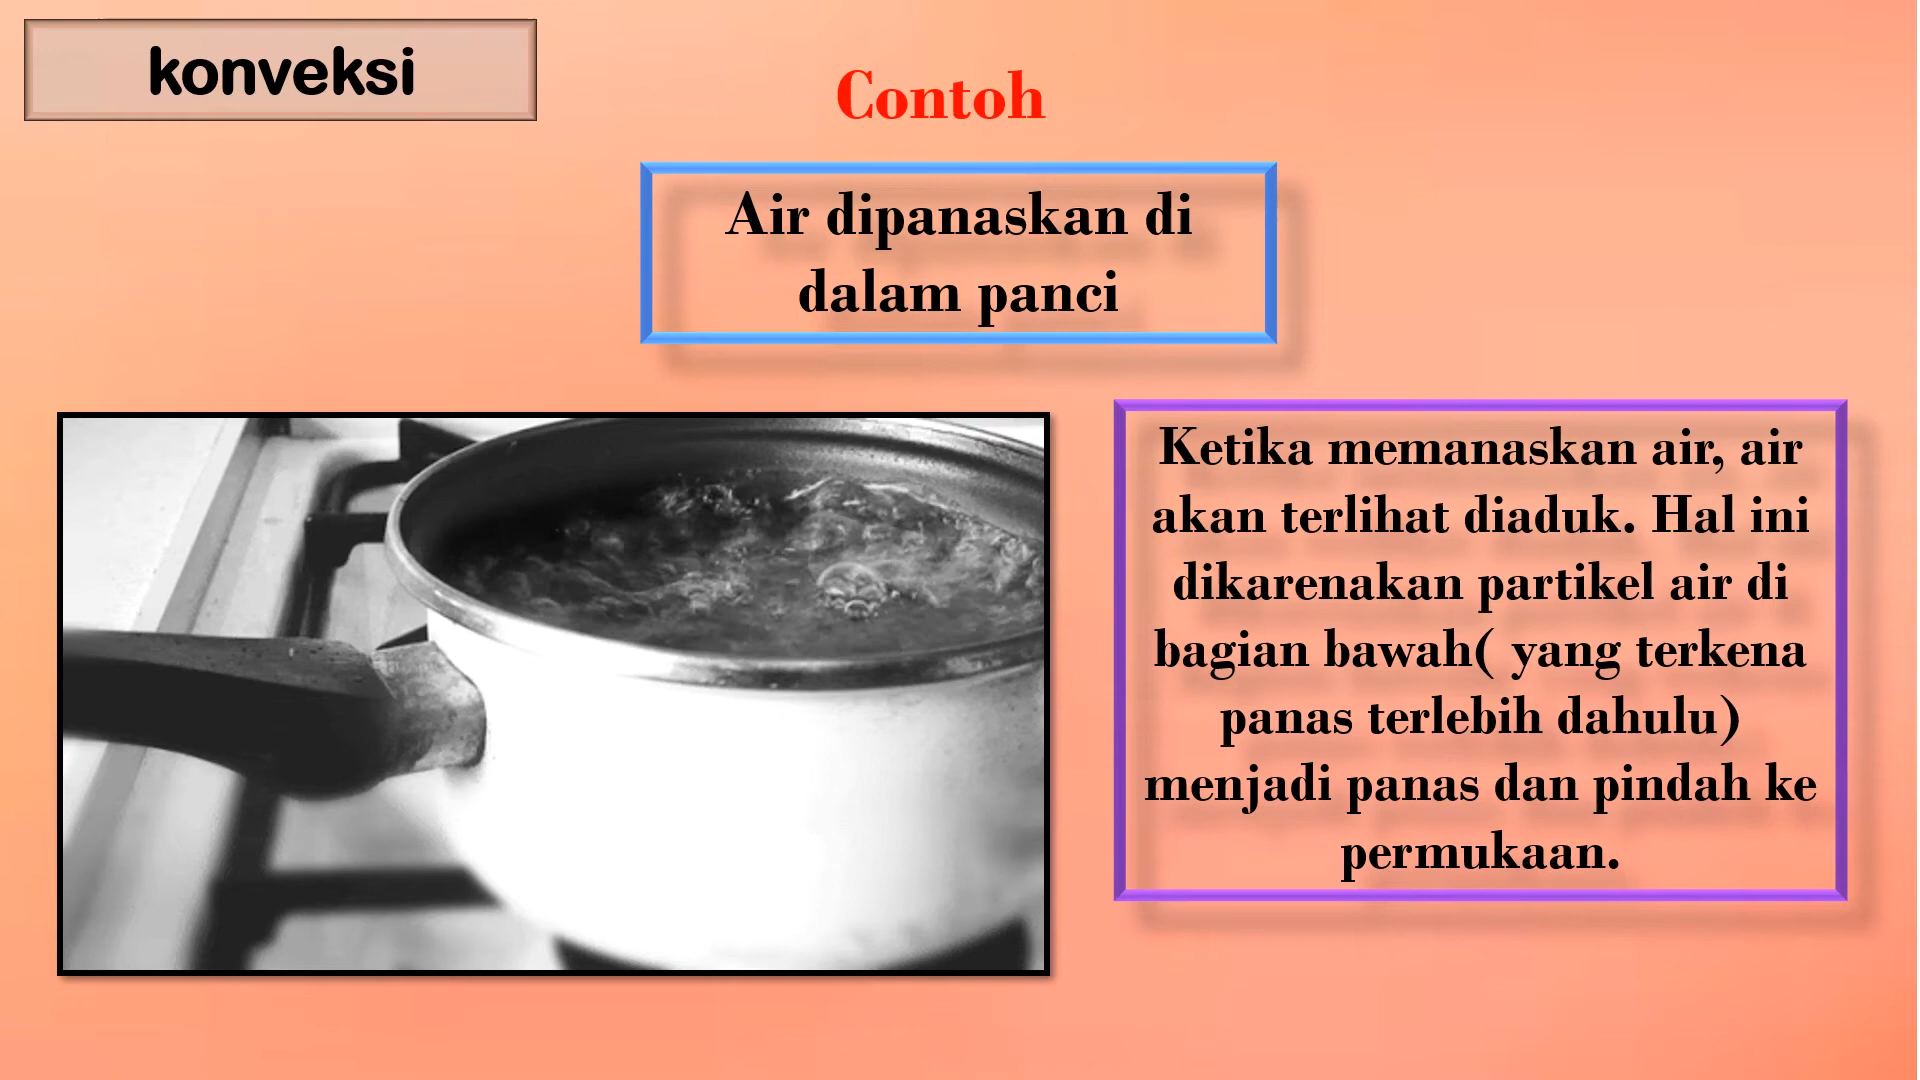 konveksi
Contoh
Air dipanaskan di
dalam panci
Ketika memanaskan air, air
akan terlihat diaduk. Hal ini
dikarenakan partikel air di
bagian bawah( yang terkena
panas terlebih dahulu)
menjadi panas dan pindah ke
permukaan.